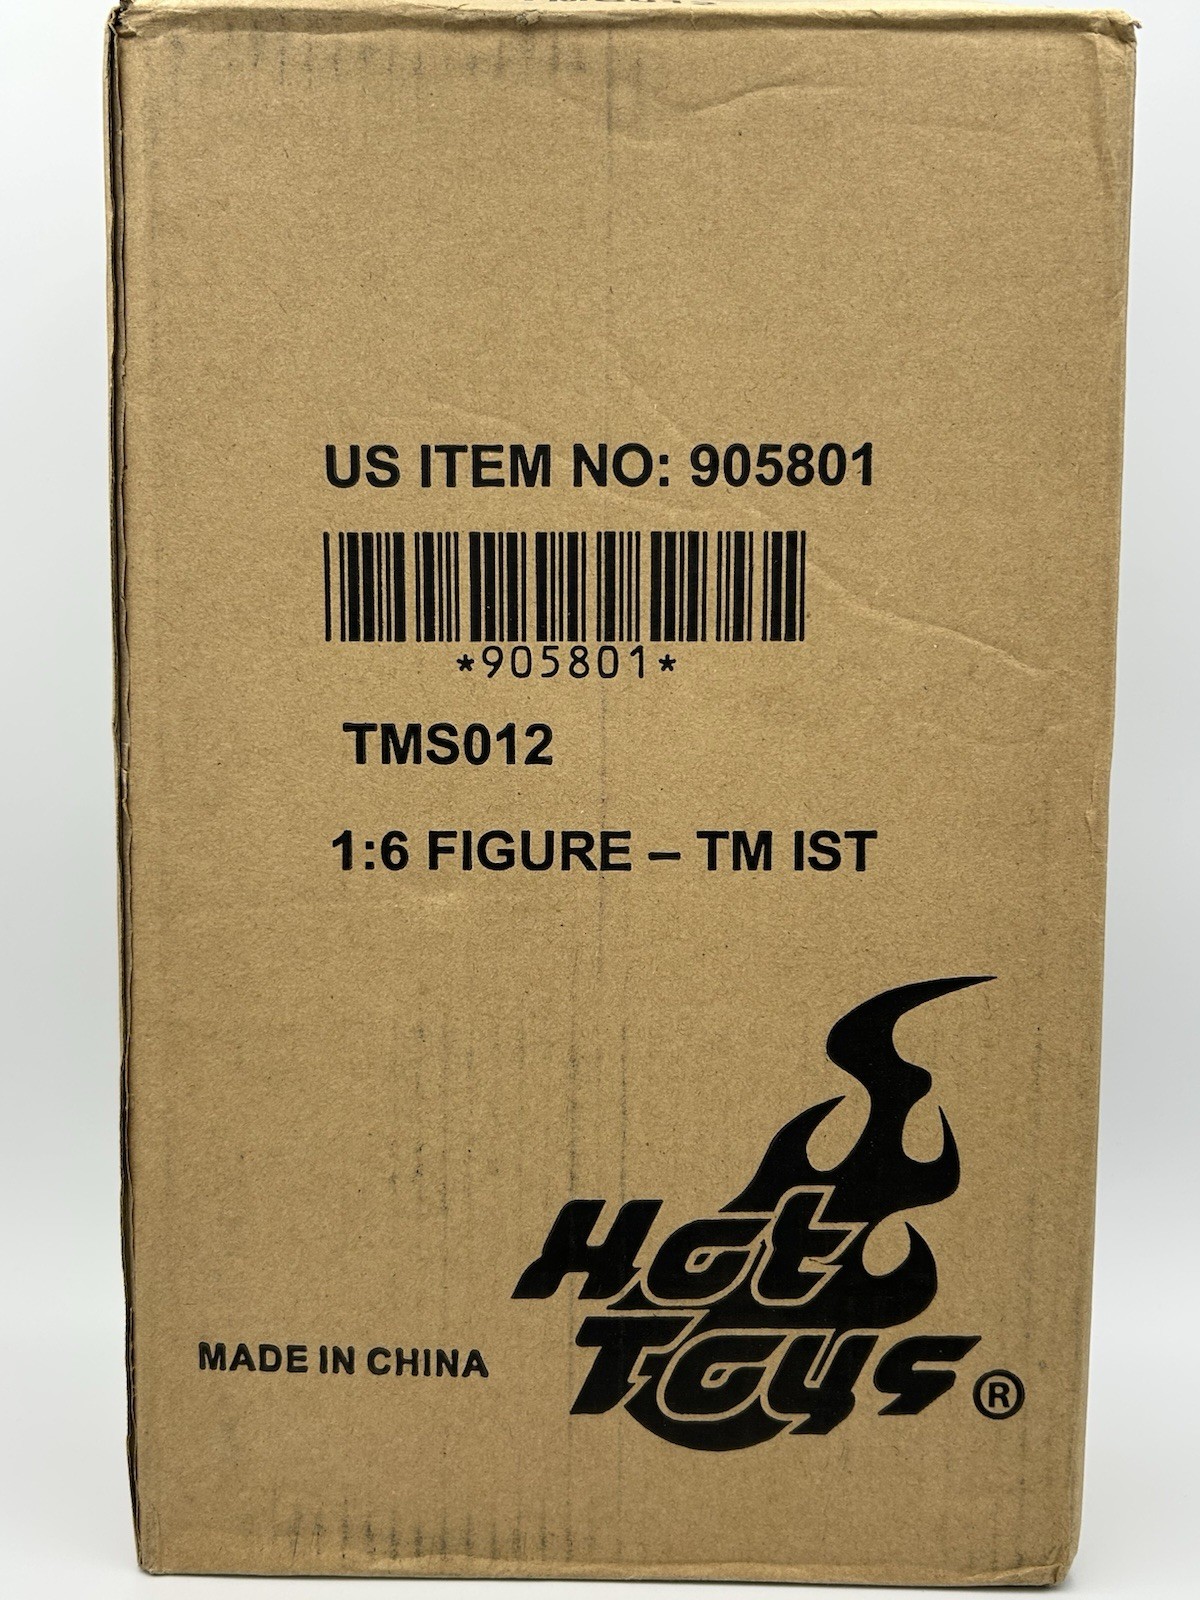 US ITEM NO: 905801
*905801*
TMS012
1:6 FIGURE – TM IST
Hot
Toys®
MADE IN CHINA